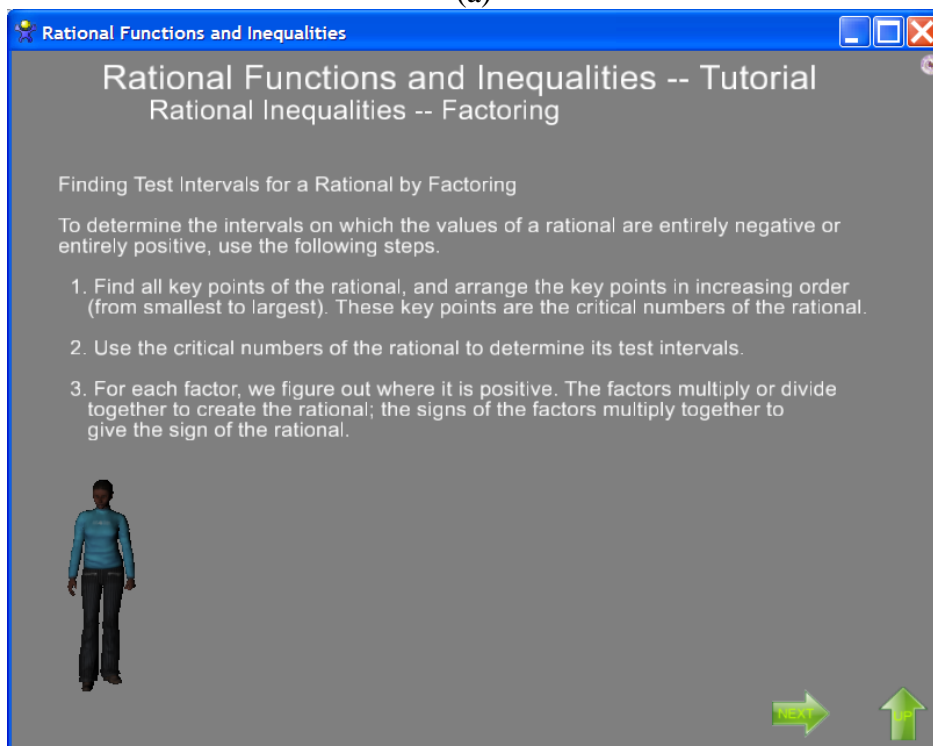 (a)
Rational Functions and Inequalities
Rational Functions and Inequalities -- Tutorial
Rational Inequalities -- Factoring
Finding Test Intervals for a Rational by Factoring
To determine the intervals on which the values of a rational are entirely negative or
entirely positive, use the following steps.
1. Find all key points of the rational, and arrange the key points in increasing order
(from smallest to largest). These key points are the critical numbers of the rational.
2. Use the critical numbers of the rational to determine its test intervals.
3. For each factor, we figure out where it is positive. The factors multiply or divide
together to create the rational; the signs of the factors multiply together to
give the sign of the rational.
NEXT
UP